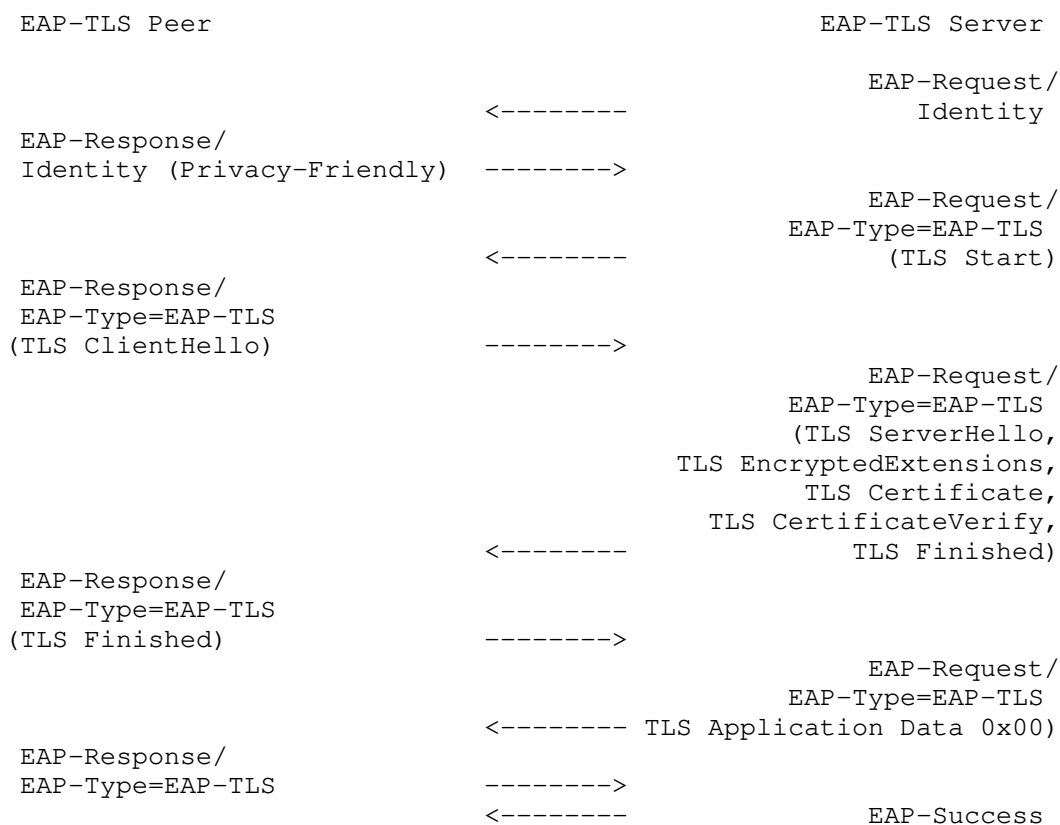 EAP-TLS Peer                                      EAP-TLS Server
EAP-Request/
<--------                 Identity
EAP-Response/
Identity (Privacy-Friendly)  -------->
EAP-Request/
EAP-Type=EAP-TLS
<--------               (TLS Start)
EAP-Response/
EAP-Type=EAP-TLS
(TLS ClientHello)            -------->
EAP-Request/
EAP-Type=EAP-TLS
(TLS ServerHello,
TLS EncryptedExtensions,
TLS Certificate,
TLS CertificateVerify,
<--------             TLS Finished)
EAP-Response/
EAP-Type=EAP-TLS
(TLS Finished)               -------->
EAP-Request/
EAP-Type=EAP-TLS
<-------- TLS Application Data 0x00)
EAP-Response/
EAP-Type=EAP-TLS             -------->
<--------              EAP-Success